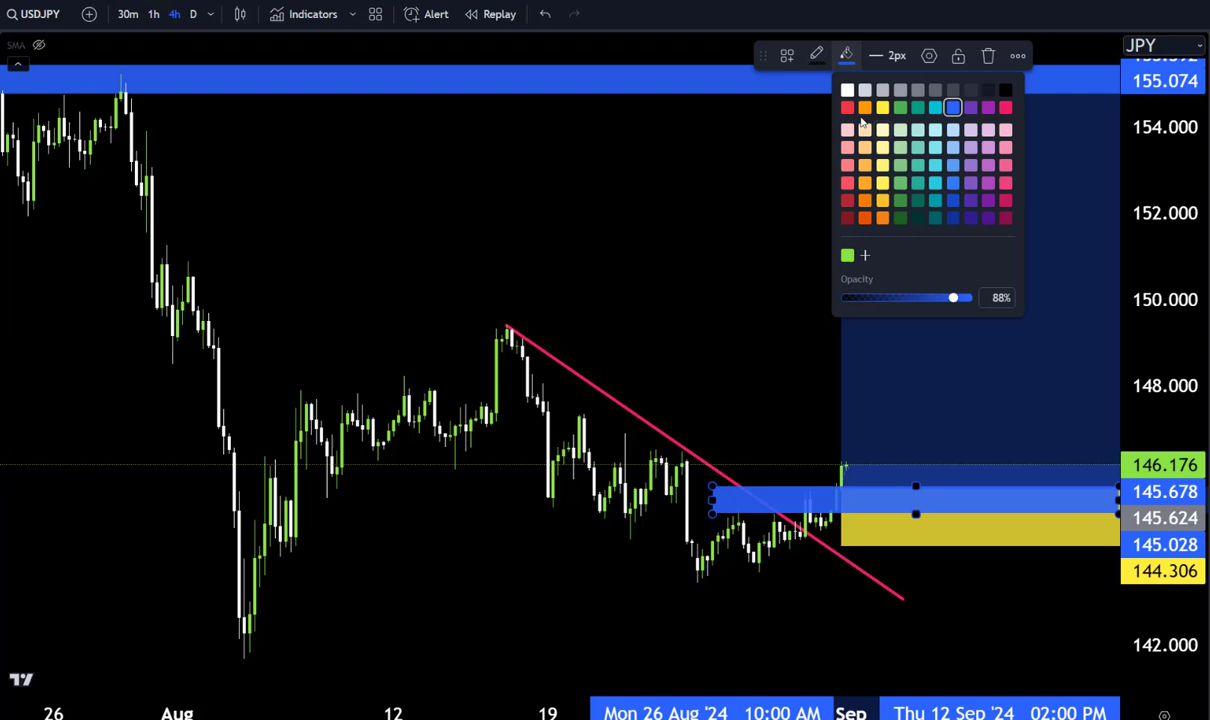 USDJPY 30m 1h 4h D Indicators Alert Replay
SMA
2px
JPY
155.074
154.000
152.000
Opacity
88%
150.000
148.000
146.176
145.678
145.624
145.028
144.306
142.000
26 Aug 12 19 Mon 26 Aug '24 10:00 AM Sep Thu 12 Sep '24 02:00 PM